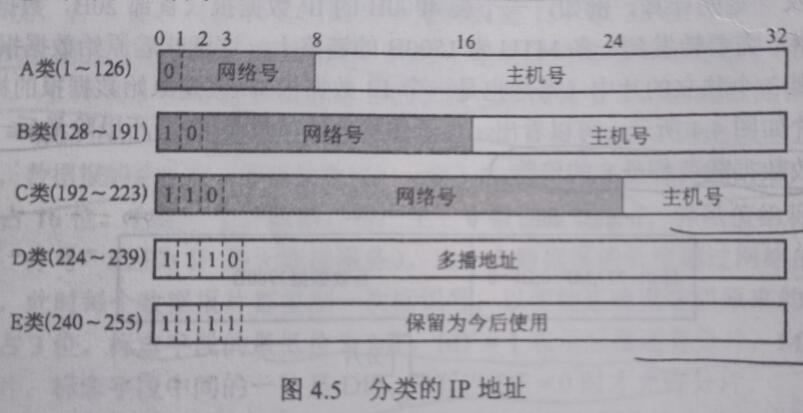 0 1 2 3 8 16 24 32
A类(1~126) 0 网络号 主机号
B类(128~191) 1 0 网络号 主机号
C类(192~223) 1 1 0 网络号 主机号
D类(224~239) 1 1 1 0 多播地址
E类(240~255) 1 1 1 1 保留为今后使用
图 4.5 分类的 IP 地址